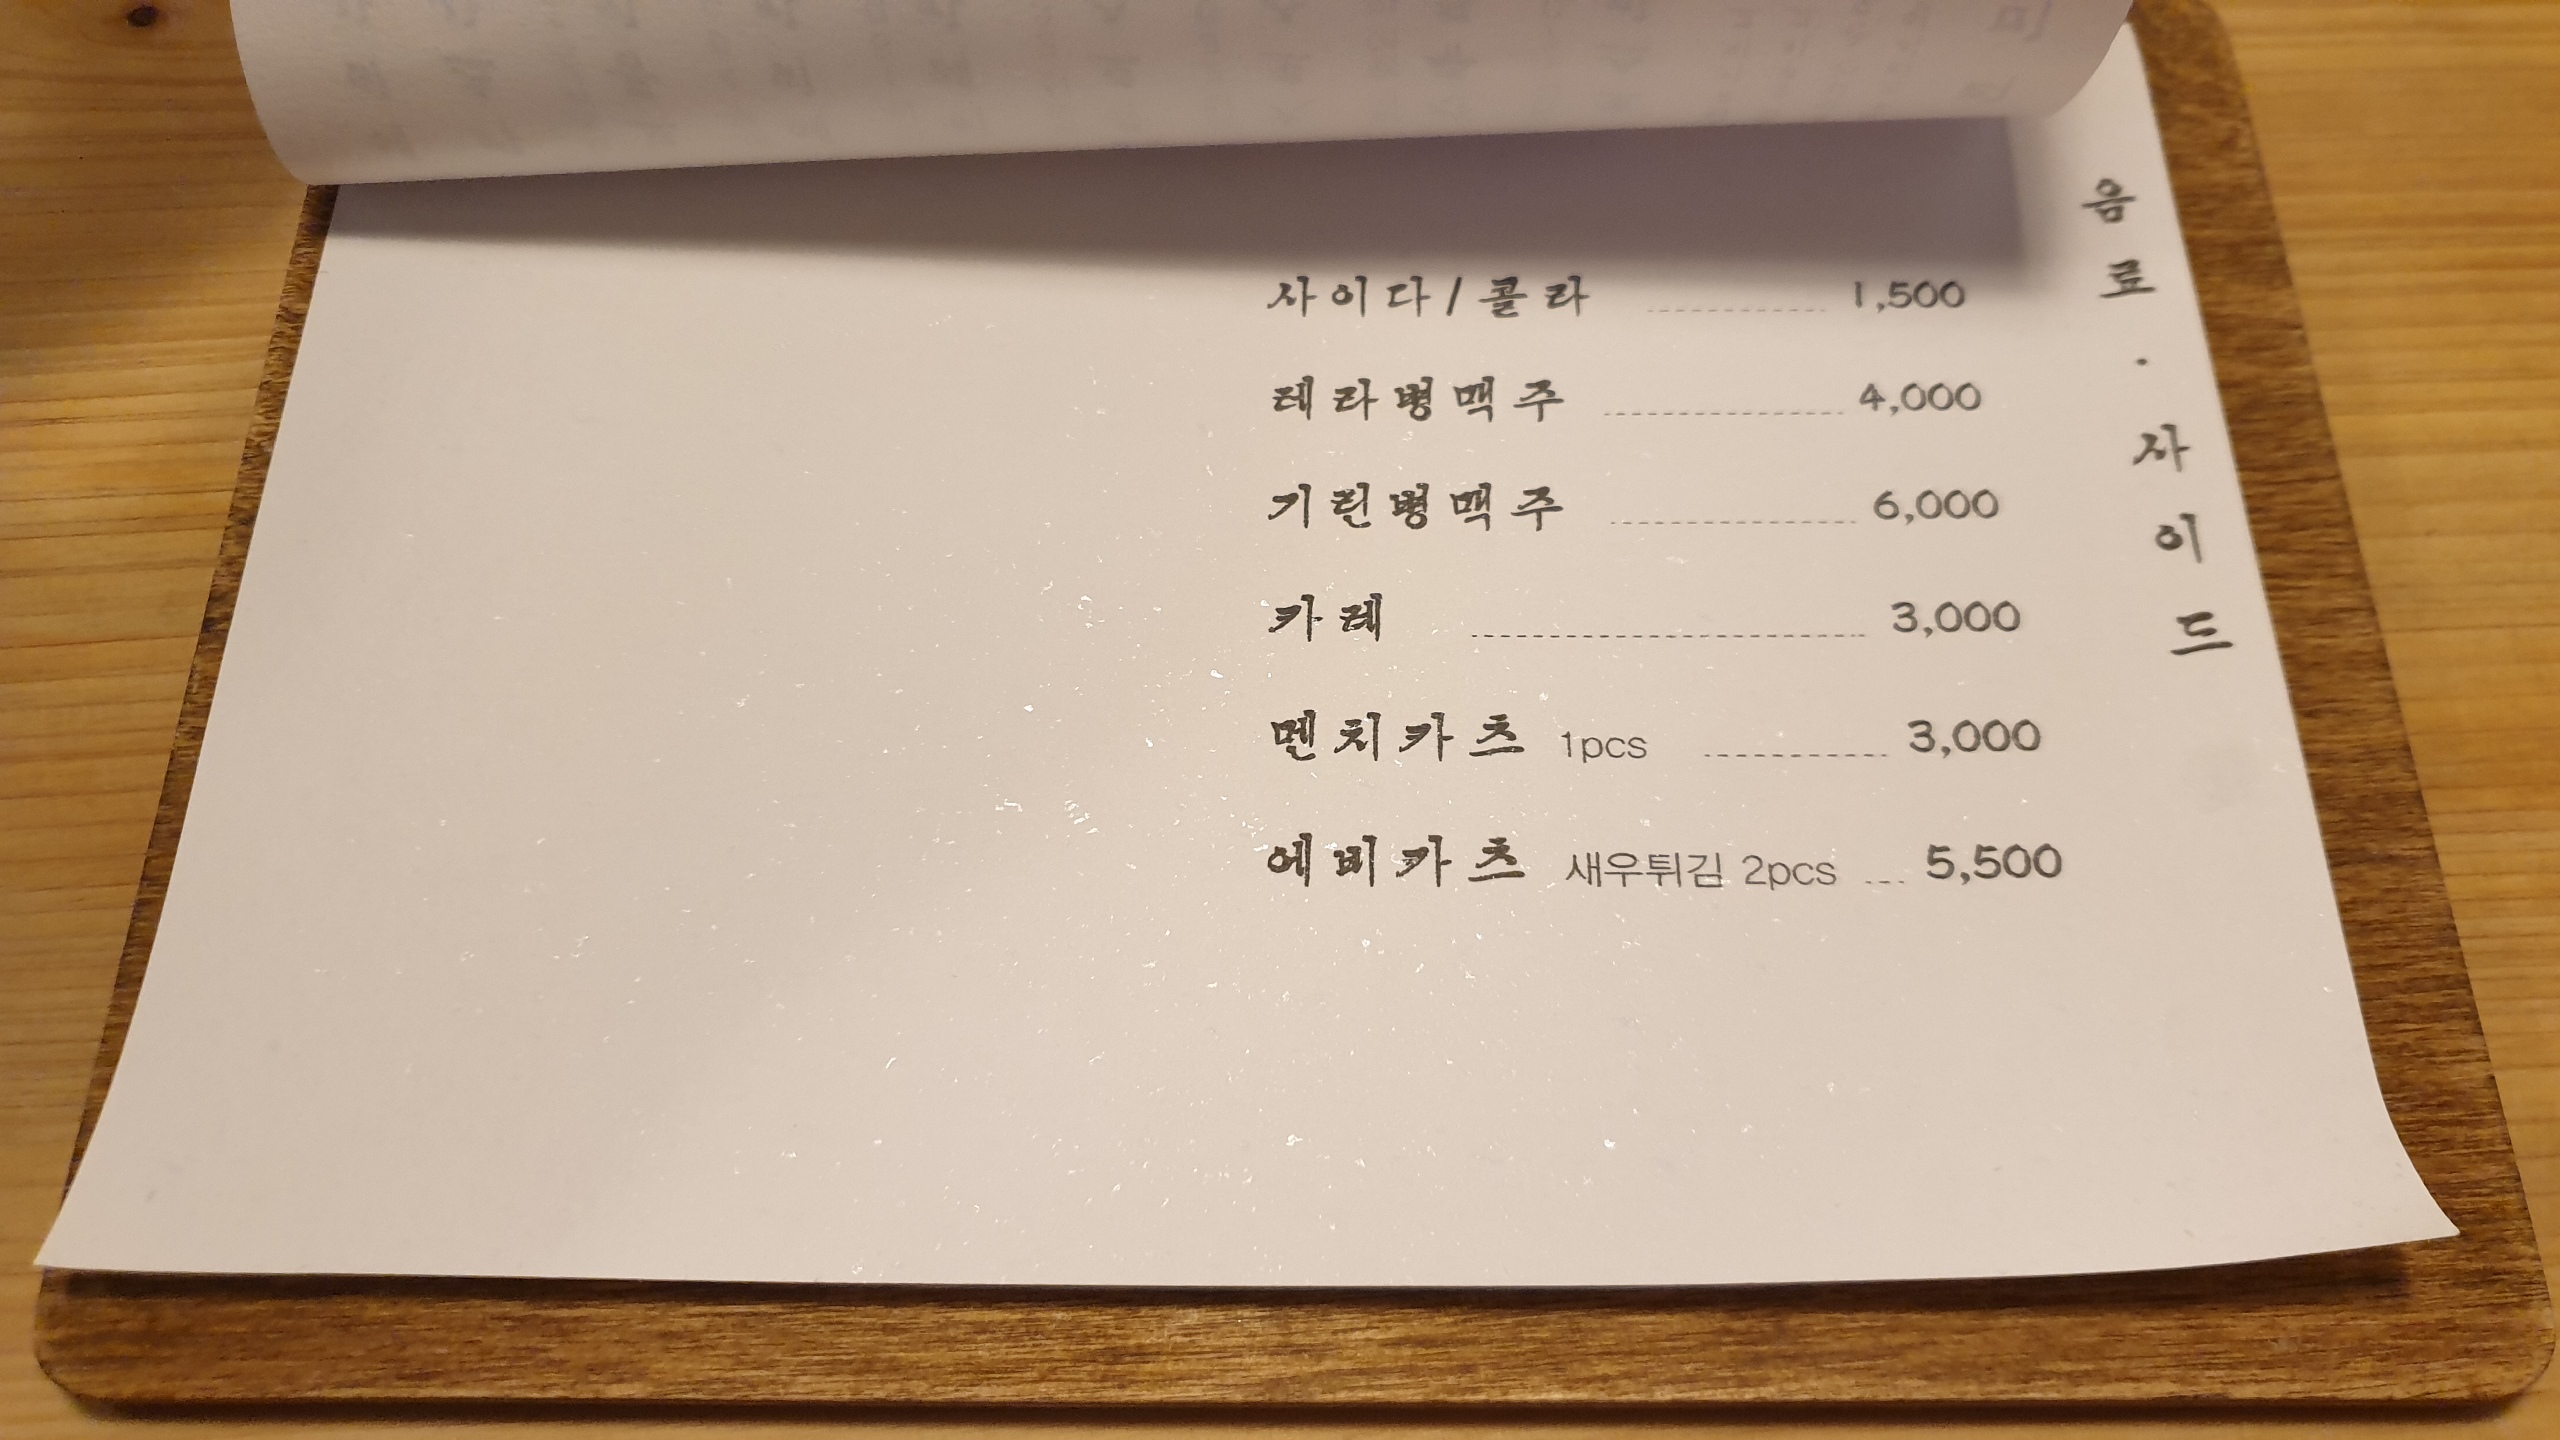 음료·사이드
사이다/콜라 1,500
테라병맥주 4,000
기린병맥주 6,000
카레 3,000
멘치카츠 1pcs 3,000
에비카츠 새우튀김 2pcs 5,500